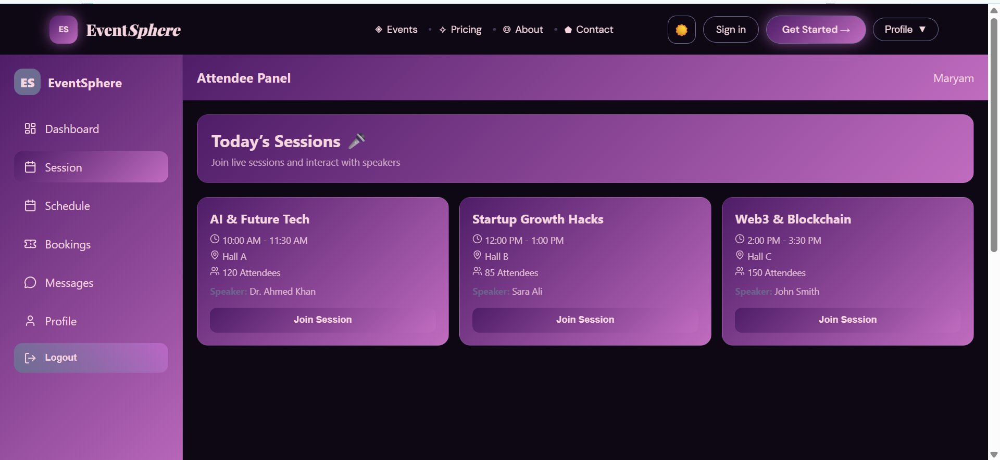 ES EventSphere
Events • Pricing • About • Contact
Sign in
Get Started →
Profile ▼
ES EventSphere
Dashboard
Session
Schedule
Bookings
Messages
Profile
Logout
Attendee Panel
Maryam
Today’s Sessions 🎤
Join live sessions and interact with speakers
AI & Future Tech
10:00 AM - 11:30 AM
Hall A
120 Attendees
Speaker: Dr. Ahmed Khan
Join Session
Startup Growth Hacks
12:00 PM - 1:00 PM
Hall B
85 Attendees
Speaker: Sara Ali
Join Session
Web3 & Blockchain
2:00 PM - 3:30 PM
Hall C
150 Attendees
Speaker: John Smith
Join Session